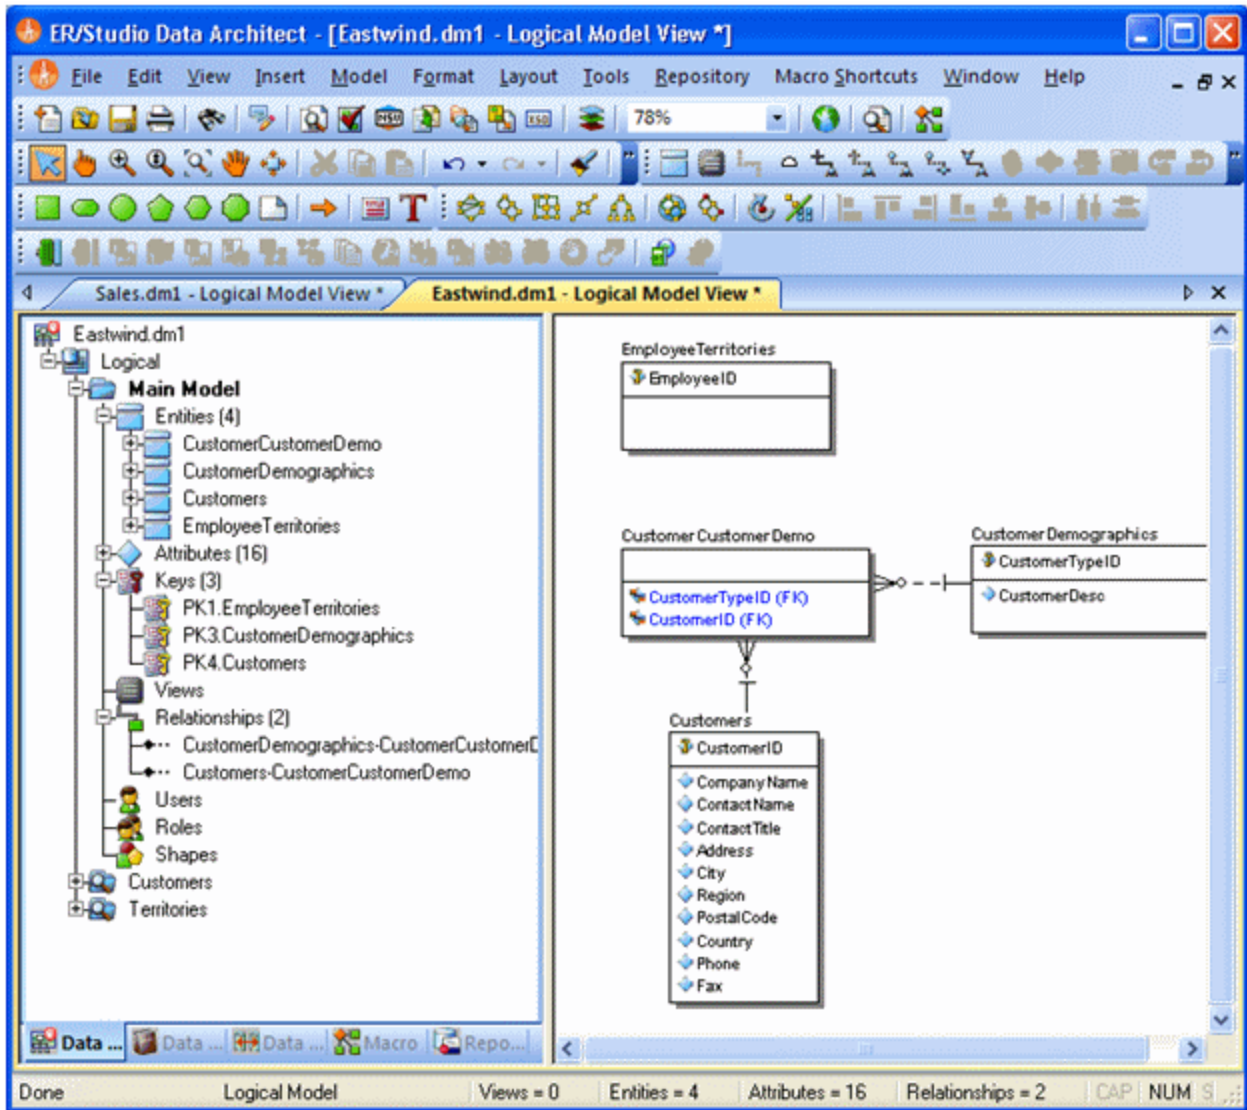 ER/Studio Data Architect - [Eastwind.dm1 - Logical Model View *]
File Edit View Insert Model Format Layout Tools Repository Macro Shortcuts Window Help
NSU XSD 78%
TITLE T
Sales.dm1 - Logical Model View * Eastwind.dm1 - Logical Model View *
Eastwind.dm1
Logical
Main Model
Entities (4)
CustomerCustomerDemo
CustomerDemographics
Customers
EmployeeTerritories
Attributes (16)
Keys (3)
PK1.EmployeeTerritories
PK3.CustomerDemographics
PK4.Customers
Views
Relationships (2)
CustomerDemographics-CustomerCustomerD
Customers-CustomerCustomerDemo
Users
Roles
Shapes
Customers
Territories
Data ... Data ... Data ... Macro Repo...
EmployeeTerritories
EmployeeID
CustomerCustomerDemo
CustomerTypeID (FK)
CustomerID (FK)
CustomerDemographics
CustomerTypeID
CustomerDesc
Customers
CustomerID
CompanyName
ContactName
ContactTitle
Address
City
Region
PostalCode
Country
Phone
Fax
Done Logical Model Views = 0 Entities = 4 Attributes = 16 Relationships = 2 CAP NUM S